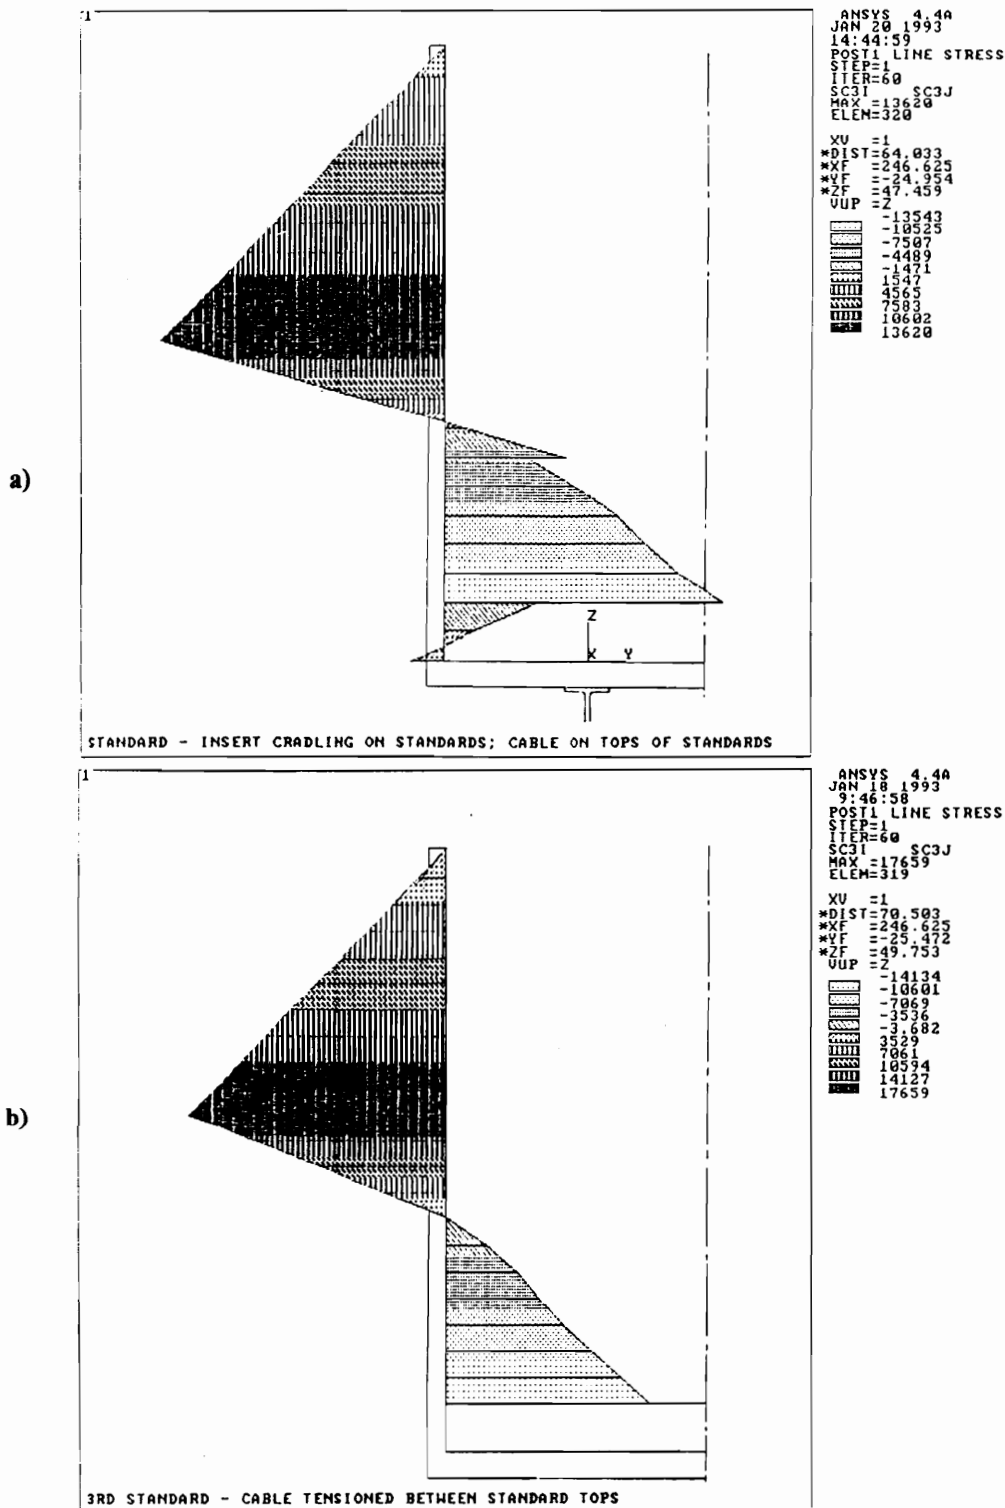 1
ANSYS 4.4A
JAN 20 1993
14:44:59
POST1 LINE STRESS
STEP=1
ITER=60
SC3I SC3J
MAX =13620
ELEM=320
XV =1
*DIST=64.033
*XF =246.625
*YF =-24.954
*ZF =47.459
VUP =Z
-13543
-10525
-7507
-4489
-1471
1547
4565
7583
10602
13620
a)
Z
X Y
STANDARD - INSERT CRADLING ON STANDARDS; CABLE ON TOPS OF STANDARDS
1
ANSYS 4.4A
JAN 18 1993
9:46:58
POST1 LINE STRESS
STEP=1
ITER=60
SC3I SC3J
MAX =17659
ELEM=319
XV =1
*DIST=70.503
*XF =246.625
*YF =-25.472
*ZF =49.753
VUP =Z
-14134
-10601
-7069
-3536
-3.682
3529
7061
10594
14127
17659
b)
3RD STANDARD - CABLE TENSIONED BETWEEN STANDARD TOPS